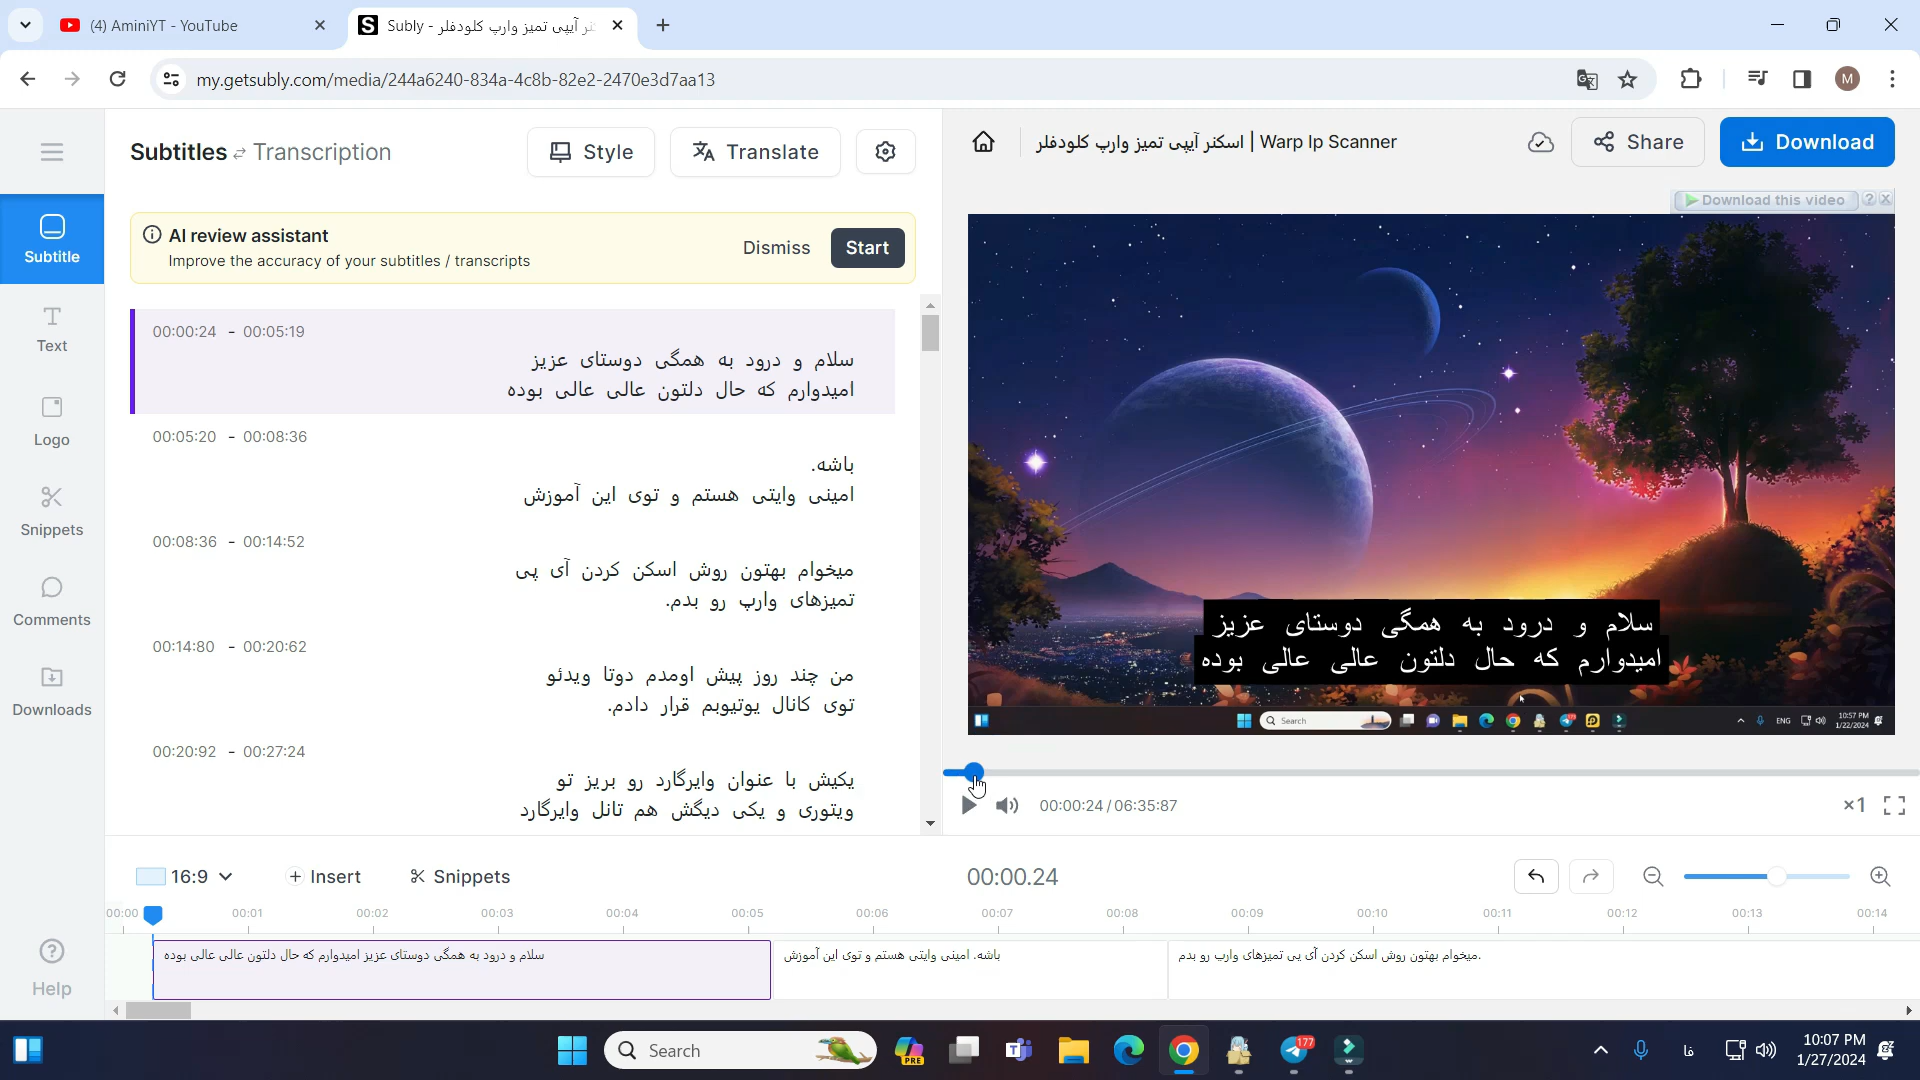 (4) AminiYT - YouTube
Subly - اسکنر آیپی تمیز وارپ کلودفلر
my.getsubly.com/media/244a6240-834a-4c8b-82e2-2470e3d7aa13
M
Subtitles ⇄ Transcription
Style
Translate
اسکنر آیپی تمیز وارپ کلودفلر | Warp Ip Scanner
Share
Download
Subtitle
Text
Logo
Snippets
Comments
Downloads
Help
AI review assistant
Improve the accuracy of your subtitles / transcripts
Dismiss
Start
00:00:24 - 00:05:19
سلام و درود به همگی دوستای عزیز
امیدوارم که حال دلتون عالی عالی بوده
00:05:20 - 00:08:36
باشه.
امینی وایتی هستم و توی این آموزش
00:08:36 - 00:14:52
میخوام بهتون روش اسکن کردن آی پی
تمیزهای وارپ رو بدم.
00:14:80 - 00:20:62
من چند روز پیش اومدم دوتا ویدئو
توی کانال یوتیوبم قرار دادم.
00:20:92 - 00:27:24
یکیش با عنوان وایرگارد رو بریز تو
ویتوری و یکی دیگش هم تانل وایرگارد
Download this video
سلام و درود به همگی دوستای عزیز
امیدوارم که حال دلتون عالی عالی بوده
Search
ENG
10:57 PM
1/22/2024
00:00:24 / 06:35:87
×1
16:9
Insert
Snippets
00:00.24
00:00 00:01 00:02 00:03 00:04 00:05 00:06 00:07 00:08 00:09 00:10 00:11 00:12 00:13 00:14
سلام و درود به همگی دوستای عزیز امیدوارم که حال دلتون عالی عالی بوده
باشه. امینی وایتی هستم و توی این آموزش
میخوام بهتون روش اسکن کردن آی پی تمیزهای وارپ رو بدم.
Search
PRE
177
فا
10:07 PM
1/27/2024